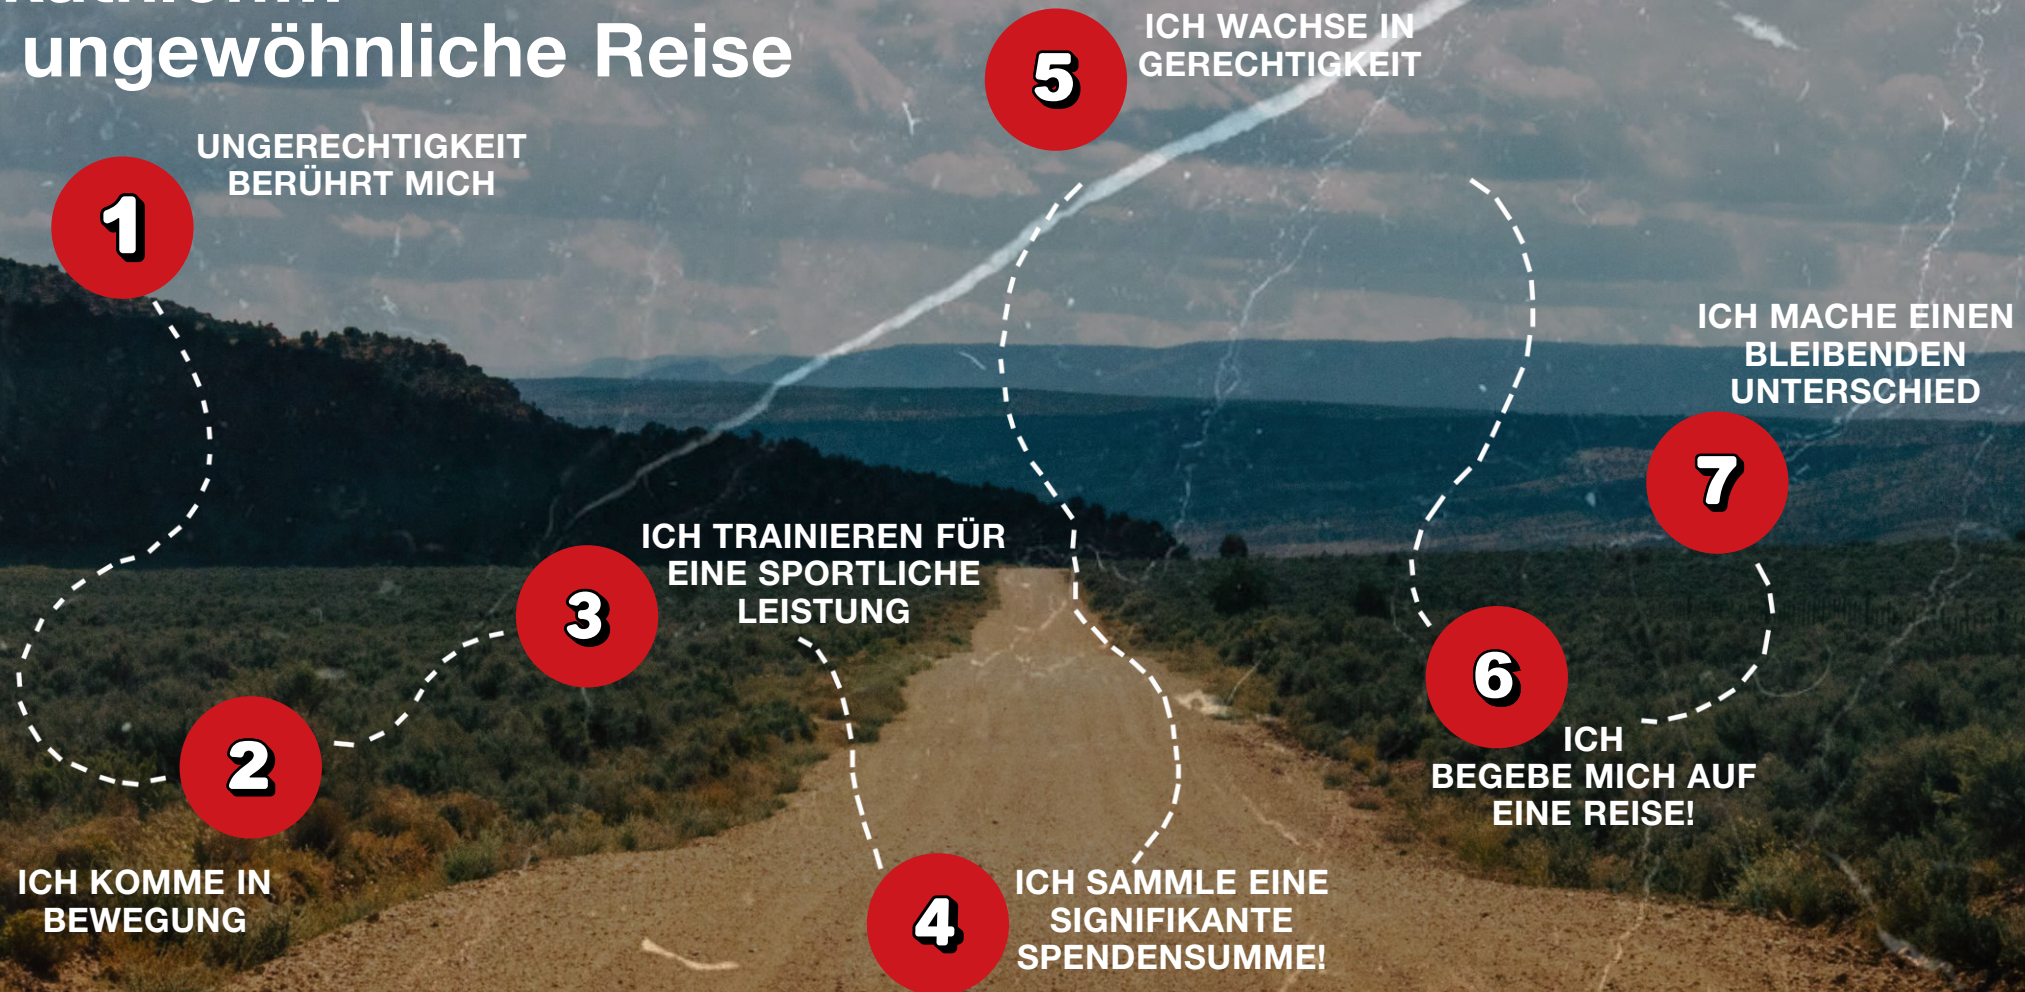 ungewöhnliche Reise
1
UNGERECHTIGKEIT
BERÜHRT MICH
2
ICH KOMME IN
BEWEGUNG
3
ICH TRAINIEREN FÜR
EINE SPORTLICHE
LEISTUNG
4
ICH SAMMLE EINE
SIGNIFIKANTE
SPENDENSUMME!
5
ICH WACHSE IN
GERECHTIGKEIT
6
ICH
BEGEBE MICH AUF
EINE REISE!
7
ICH MACHE EINEN
BLEIBENDEN
UNTERSCHIED